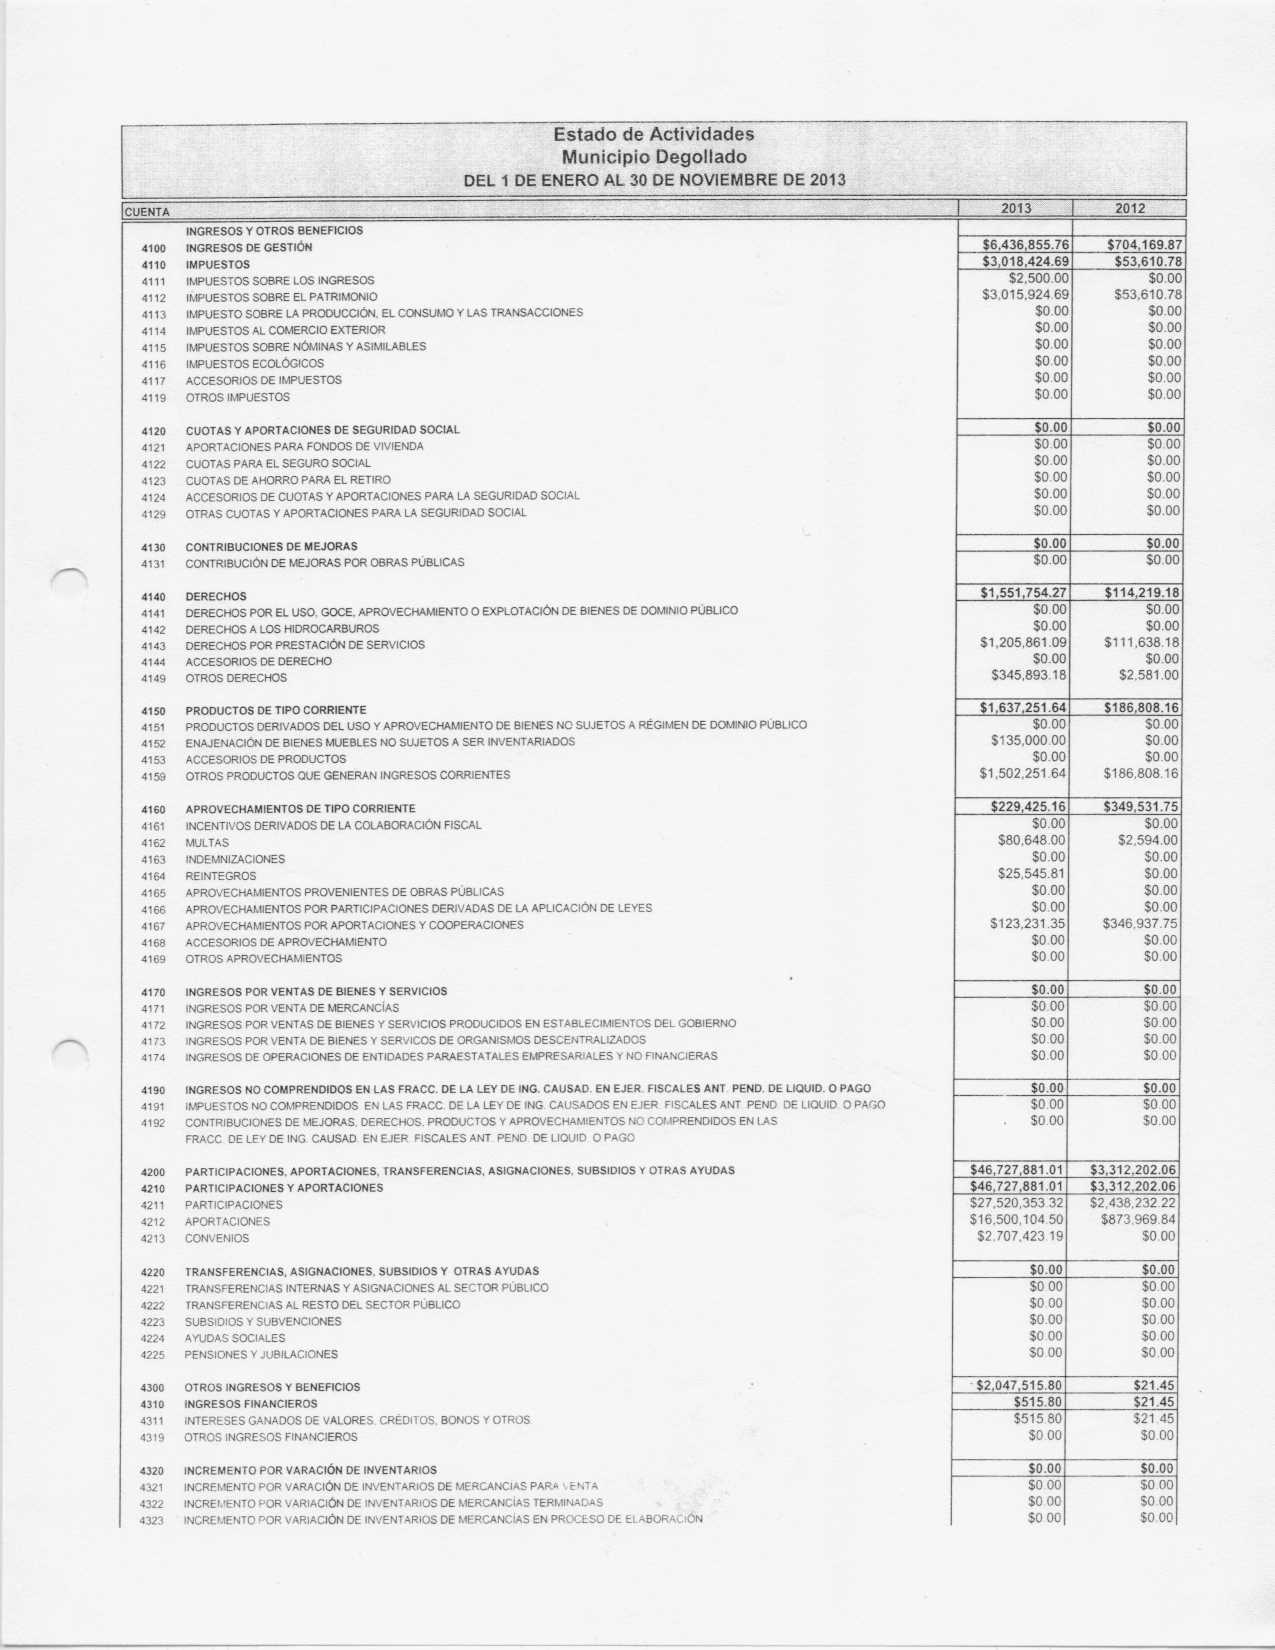 Estado de Actividades
Municipio Degollado
DEL 1 DE ENERO AL 30 DE NOVIEMBRE DE 2013
CUENTA 2013 2012
INGRESOS Y OTROS BENEFICIOS
4100 INGRESOS DE GESTIÓN $6,436,855.76 $704,169.87
4110 IMPUESTOS $3,018,424.69 $53,610.78
4111 IMPUESTOS SOBRE LOS INGRESOS $2,500.00 $0.00
4112 IMPUESTOS SOBRE EL PATRIMONIO $3,015,924.69 $53,610.78
4113 IMPUESTO SOBRE LA PRODUCCIÓN, EL CONSUMO Y LAS TRANSACCIONES $0.00 $0.00
4114 IMPUESTOS AL COMERCIO EXTERIOR $0.00 $0.00
4115 IMPUESTOS SOBRE NÓMINAS Y ASIMILABLES $0.00 $0.00
4116 IMPUESTOS ECOLÓGICOS $0.00 $0.00
4117 ACCESORIOS DE IMPUESTOS $0.00 $0.00
4119 OTROS IMPUESTOS $0.00 $0.00
4120 CUOTAS Y APORTACIONES DE SEGURIDAD SOCIAL $0.00 $0.00
4121 APORTACIONES PARA FONDOS DE VIVIENDA $0.00 $0.00
4122 CUOTAS PARA EL SEGURO SOCIAL $0.00 $0.00
4123 CUOTAS DE AHORRO PARA EL RETIRO $0.00 $0.00
4124 ACCESORIOS DE CUOTAS Y APORTACIONES PARA LA SEGURIDAD SOCIAL $0.00 $0.00
4129 OTRAS CUOTAS Y APORTACIONES PARA LA SEGURIDAD SOCIAL $0.00 $0.00
4130 CONTRIBUCIONES DE MEJORAS $0.00 $0.00
4131 CONTRIBUCIÓN DE MEJORAS POR OBRAS PÚBLICAS $0.00 $0.00
4140 DERECHOS $1,551,754.27 $114,219.18
4141 DERECHOS POR EL USO, GOCE, APROVECHAMIENTO O EXPLOTACIÓN DE BIENES DE DOMINIO PÚBLICO $0.00 $0.00
4142 DERECHOS A LOS HIDROCARBUROS $0.00 $0.00
4143 DERECHOS POR PRESTACIÓN DE SERVICIOS $1,205,861.09 $111,638.18
4144 ACCESORIOS DE DERECHO $0.00 $0.00
4149 OTROS DERECHOS $345,893.18 $2,581.00
4150 PRODUCTOS DE TIPO CORRIENTE $1,637,251.64 $186,808.16
4151 PRODUCTOS DERIVADOS DEL USO Y APROVECHAMIENTO DE BIENES NO SUJETOS A RÉGIMEN DE DOMINIO PÚBLICO $0.00 $0.00
4152 ENAJENACIÓN DE BIENES MUEBLES NO SUJETOS A SER INVENTARIADOS $135,000.00 $0.00
4153 ACCESORIOS DE PRODUCTOS $0.00 $0.00
4159 OTROS PRODUCTOS QUE GENERAN INGRESOS CORRIENTES $1,502,251.64 $186,808.16
4160 APROVECHAMIENTOS DE TIPO CORRIENTE $229,425.16 $349,531.75
4161 INCENTIVOS DERIVADOS DE LA COLABORACIÓN FISCAL $0.00 $0.00
4162 MULTAS $80,648.00 $2,594.00
4163 INDEMNIZACIONES $0.00 $0.00
4164 REINTEGROS $25,545.81 $0.00
4165 APROVECHAMIENTOS PROVENIENTES DE OBRAS PÚBLICAS $0.00 $0.00
4166 APROVECHAMIENTOS POR PARTICIPACIONES DERIVADAS DE LA APLICACIÓN DE LEYES $0.00 $0.00
4167 APROVECHAMIENTOS POR APORTACIONES Y COOPERACIONES $123,231.35 $346,937.75
4168 ACCESORIOS DE APROVECHAMIENTO $0.00 $0.00
4169 OTROS APROVECHAMIENTOS $0.00 $0.00
4170 INGRESOS POR VENTAS DE BIENES Y SERVICIOS $0.00 $0.00
4171 INGRESOS POR VENTA DE MERCANCÍAS $0.00 $0.00
4172 INGRESOS POR VENTAS DE BIENES Y SERVICIOS PRODUCIDOS EN ESTABLECIMIENTOS DEL GOBIERNO $0.00 $0.00
4173 INGRESOS POR VENTA DE BIENES Y SERVICOS DE ORGANISMOS DESCENTRALIZADOS $0.00 $0.00
4174 INGRESOS DE OPERACIONES DE ENTIDADES PARAESTATALES EMPRESARIALES Y NO FINANCIERAS $0.00 $0.00
4190 INGRESOS NO COMPRENDIDOS EN LAS FRACC. DE LA LEY DE ING. CAUSAD. EN EJER. FISCALES ANT. PEND. DE LIQUID. O PAGO $0.00 $0.00
4191 IMPUESTOS NO COMPRENDIDOS EN LAS FRACC. DE LA LEY DE ING. CAUSADOS EN EJER. FISCALES ANT. PEND. DE LIQUID. O PAGO $0.00 $0.00
4192 CONTRIBUCIONES DE MEJORAS, DERECHOS, PRODUCTOS Y APROVECHAMIENTOS NO COMPRENDIDOS EN LAS $0.00 $0.00
FRACC. DE LEY DE ING. CAUSAD. EN EJER. FISCALES ANT. PEND. DE LIQUID. O PAGO
4200 PARTICIPACIONES, APORTACIONES, TRANSFERENCIAS, ASIGNACIONES, SUBSIDIOS Y OTRAS AYUDAS $46,727,881.01 $3,312,202.06
4210 PARTICIPACIONES Y APORTACIONES $46,727,881.01 $3,312,202.06
4211 PARTICIPACIONES $27,520,353.32 $2,438,232.22
4212 APORTACIONES $16,500,104.50 $873,969.84
4213 CONVENIOS $2,707,423.19 $0.00
4220 TRANSFERENCIAS, ASIGNACIONES, SUBSIDIOS Y OTRAS AYUDAS $0.00 $0.00
4221 TRANSFERENCIAS INTERNAS Y ASIGNACIONES AL SECTOR PÚBLICO $0.00 $0.00
4222 TRANSFERENCIAS AL RESTO DEL SECTOR PÚBLICO $0.00 $0.00
4223 SUBSIDIOS Y SUBVENCIONES $0.00 $0.00
4224 AYUDAS SOCIALES $0.00 $0.00
4225 PENSIONES Y JUBILACIONES $0.00 $0.00
4300 OTROS INGRESOS Y BENEFICIOS $2,047,515.80 $21.45
4310 INGRESOS FINANCIEROS $515.80 $21.45
4311 INTERESES GANADOS DE VALORES, CRÉDITOS, BONOS Y OTROS $515.80 $21.45
4319 OTROS INGRESOS FINANCIEROS $0.00 $0.00
4320 INCREMENTO POR VARACIÓN DE INVENTARIOS $0.00 $0.00
4321 INCREMENTO POR VARACIÓN DE INVENTARIOS DE MERCANCIAS PARA VENTA $0.00 $0.00
4322 INCREMENTO POR VARIACIÓN DE INVENTARIOS DE MERCANCÍAS TERMINADAS $0.00 $0.00
4323 INCREMENTO POR VARIACIÓN DE INVENTARIOS DE MERCANCÍAS EN PROCESO DE ELABORACIÓN $0.00 $0.00